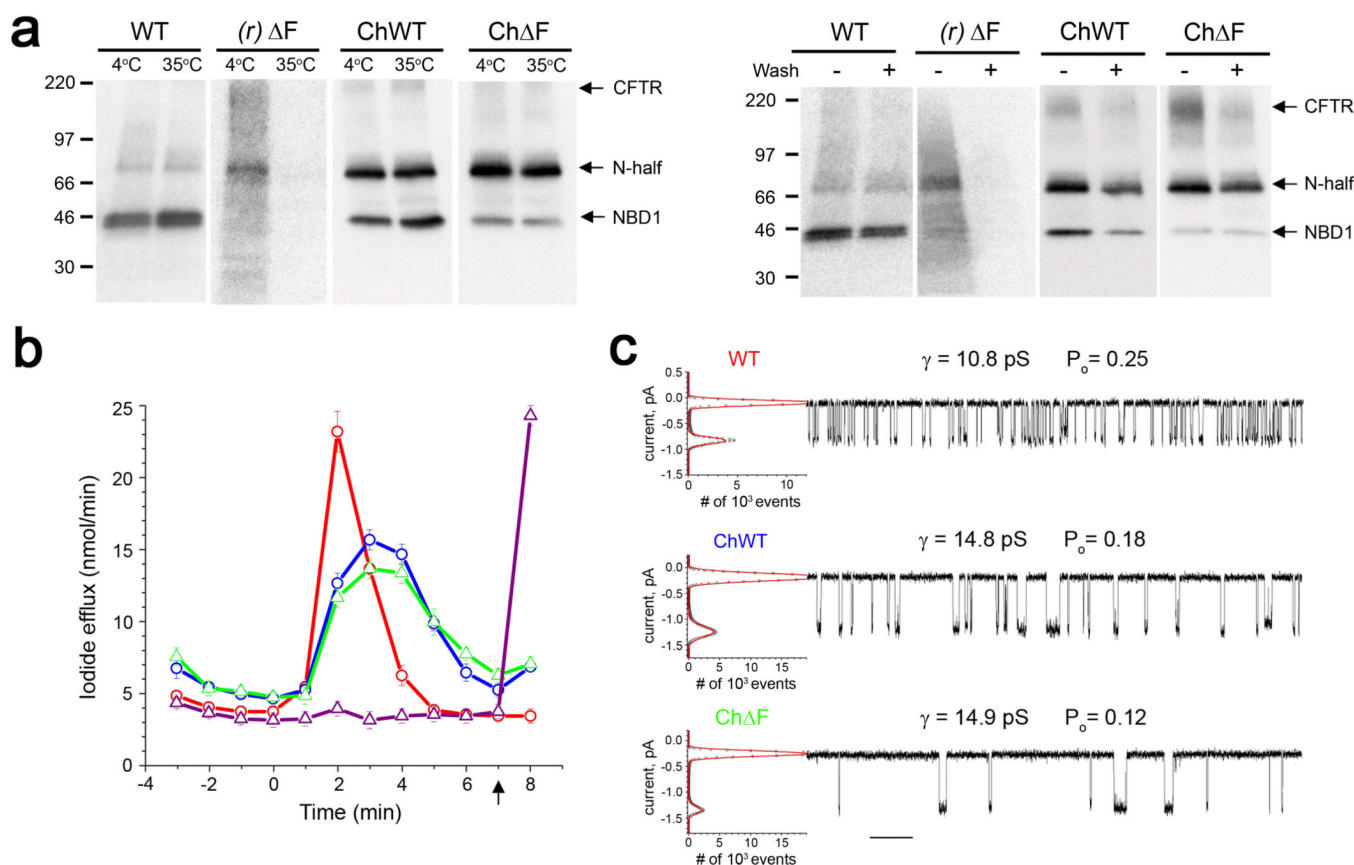 a
WT (r) ΔF ChWT ChΔF
4°C 35°C 4°C 35°C 4°C 35°C 4°C 35°C
220
97
66
46
30
CFTR
N-half
NBD1
WT (r) ΔF ChWT ChΔF
Wash - + - + - + - +
220
97
66
46
30
CFTR
N-half
NBD1
b
Iodide efflux (nmol/min)
25
20
15
10
5
0
-4 -2 0 2 4 6 8
Time (min)
c
WT γ = 10.8 pS Po= 0.25
current, pA
0.5
0.0
-0.5
-1.0
-1.5
0 5 10
# of 10³ events
ChWT γ = 14.8 pS Po= 0.18
current, pA
0.0
-0.5
-1.0
-1.5
0 5 10 15
# of 10³ events
ChΔF γ = 14.9 pS Po= 0.12
current, pA
0.0
-0.5
-1.0
-1.5
0 5 10 15
# of 10³ events